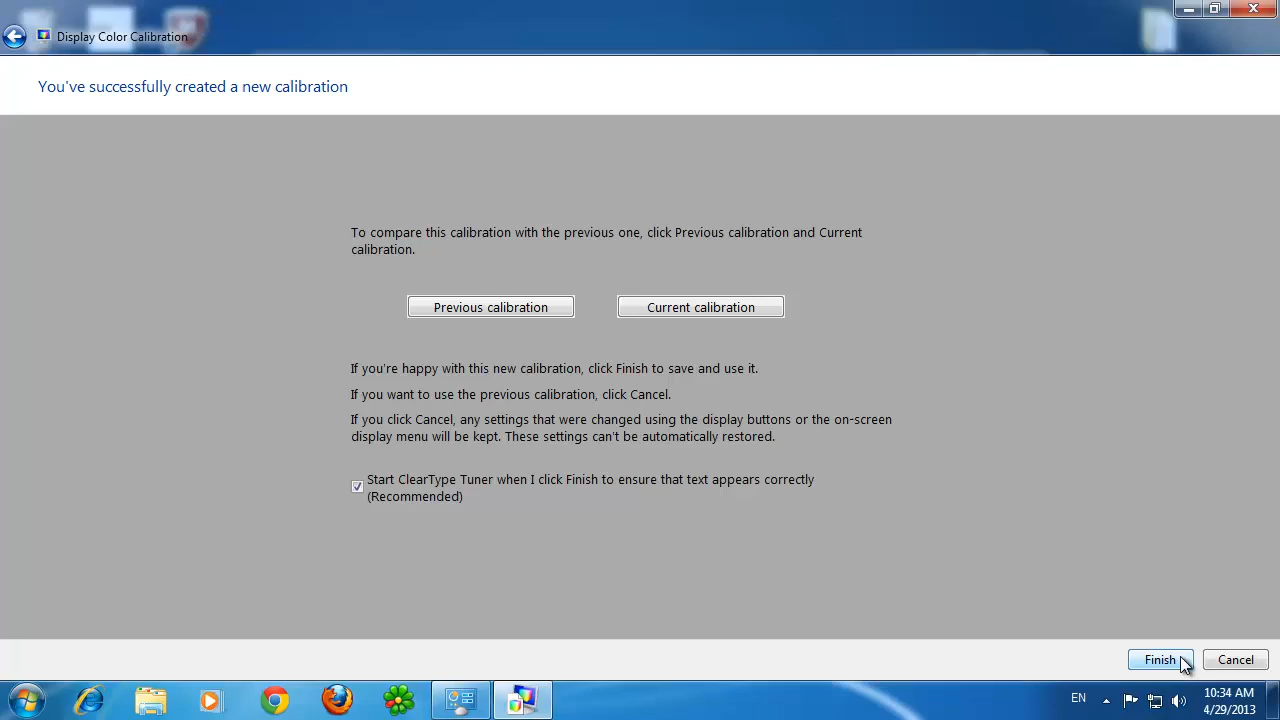 Display Color Calibration
You've successfully created a new calibration
To compare this calibration with the previous one, click Previous calibration and Current
calibration.
Previous calibration
Current calibration
If you're happy with this new calibration, click Finish to save and use it.
If you want to use the previous calibration, click Cancel.
If you click Cancel, any settings that were changed using the display buttons or the on-screen
display menu will be kept. These settings can't be automatically restored.
Start ClearType Tuner when I click Finish to ensure that text appears correctly
(Recommended)
Finish
Cancel
EN
10:34 AM
4/29/2013